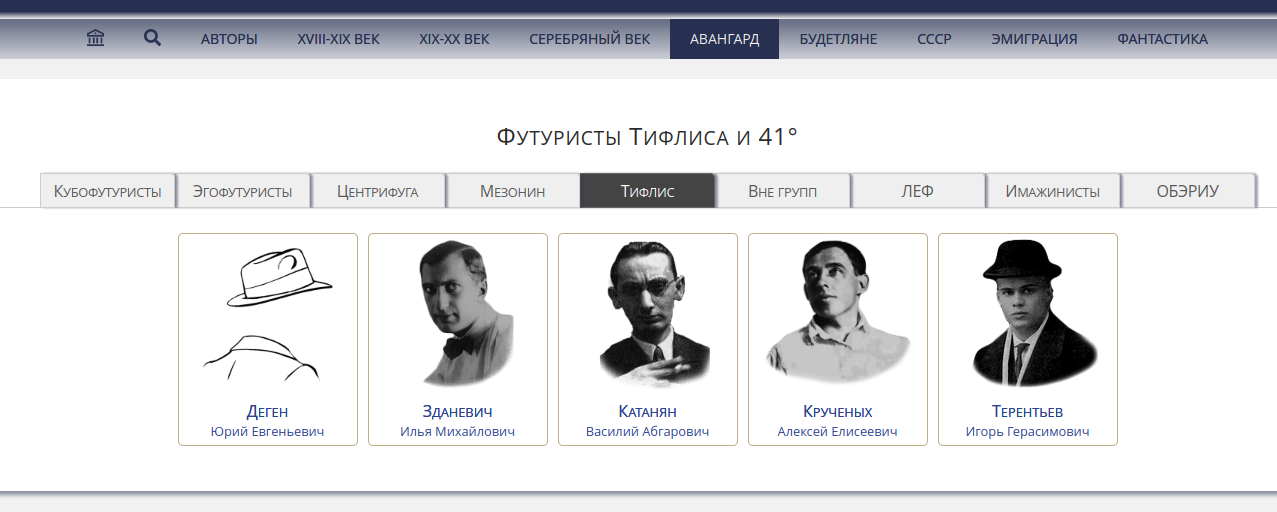 АВТОРЫ XVIII-XIX ВЕК XIX-XX ВЕК СЕРЕБРЯНЫЙ ВЕК АВАНГАРД БУДЕТЛЯНЕ СССР ЭМИГРАЦИЯ ФАНТАСТИКА
Футуристы Тифлиса и 41°
Кубофутуристы Эгофутуристы Центрифуга Мезонин Тифлис Вне групп ЛЕФ Имажинисты ОБЭРИУ
Деген
Юрий Евгеньевич
Зданевич
Илья Михайлович
Катанян
Василий Абгарович
Крученых
Алексей Елисеевич
Терентьев
Игорь Герасимович